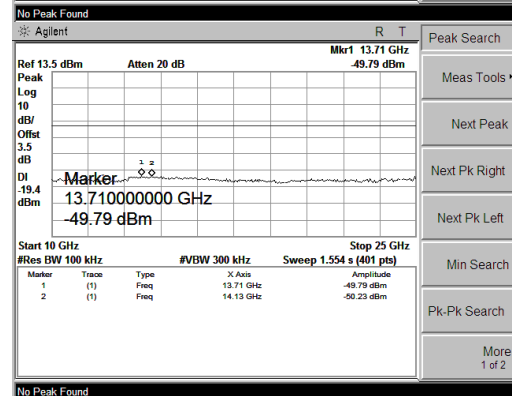 No Peak Found
Agilent R T Peak Search
Mkr1 13.71 GHz
Ref 13.5 dBm Atten 20 dB -49.79 dBm
Peak
Log
10
dB/
Offst
3.5
dB
DI
-19.4
dBm
1 2
Marker
13.710000000 GHz
-49.79 dBm
Start 10 GHz Stop 25 GHz
#Res BW 100 kHz #VBW 300 kHz Sweep 1.554 s (401 pts)
Marker Trace Type X Axis Amplitude
1 (1) Freq 13.71 GHz -49.79 dBm
2 (1) Freq 14.13 GHz -50.23 dBm
Meas Tools
Next Peak
Next Pk Right
Next Pk Left
Min Search
Pk-Pk Search
More
1 of 2
No Peak Found